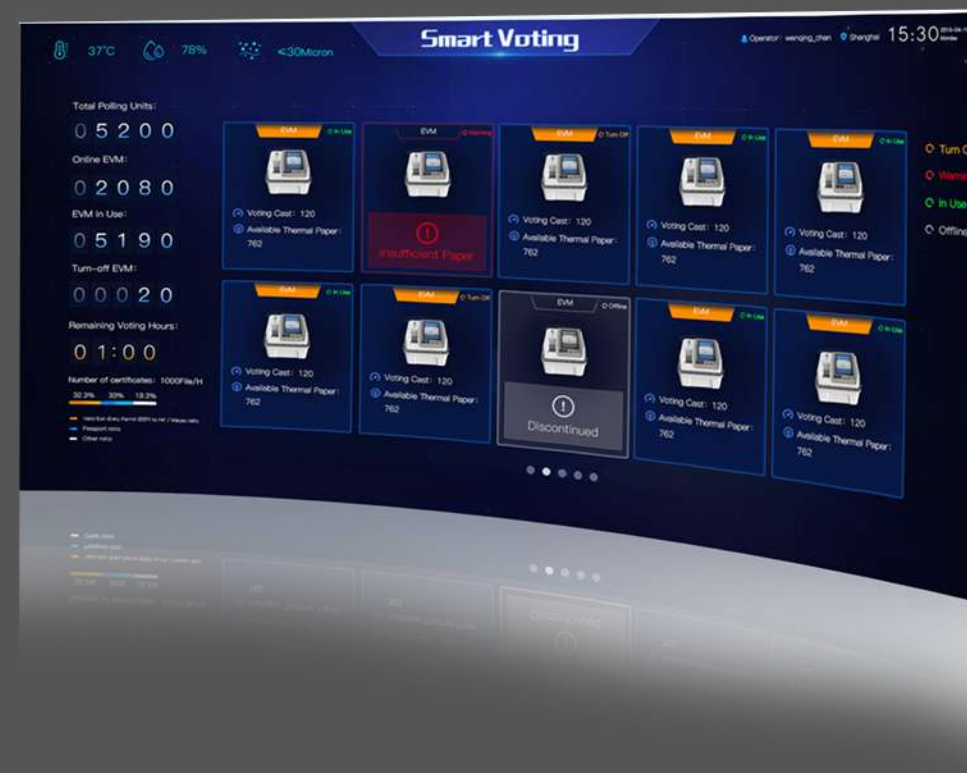 37°C
78%
≤30Micron
Smart Voting
Operator: wenqing_chen
Shanghai
15:30
Total Polling Units:
05200
Online EVM:
02080
EVM in Use:
05190
Turn-off EVM:
00020
Remaining Voting Hours:
01:00
Number of certificates: 1000File/H
32.3% 33% 18.3%
Passport ratio
Other ratio
EVM In Use
Voting Cast: 120
Available Thermal Paper:
762
EVM Warning
Insufficient Paper
EVM Turn-Off
Voting Cast: 120
Available Thermal Paper:
762
EVM In Use
Voting Cast: 120
Available Thermal Paper:
762
EVM In Use
Voting Cast: 120
Available Thermal Paper:
762
Turn O
Warnin
In Use
Offline
EVM In Use
Voting Cast: 120
Available Thermal Paper:
762
EVM Turn-Off
Voting Cast: 120
Available Thermal Paper:
762
EVM Offline
Discontinued
EVM In Use
Voting Cast: 120
Available Thermal Paper:
762
EVM In Use
Voting Cast: 120
Available Thermal Paper:
762